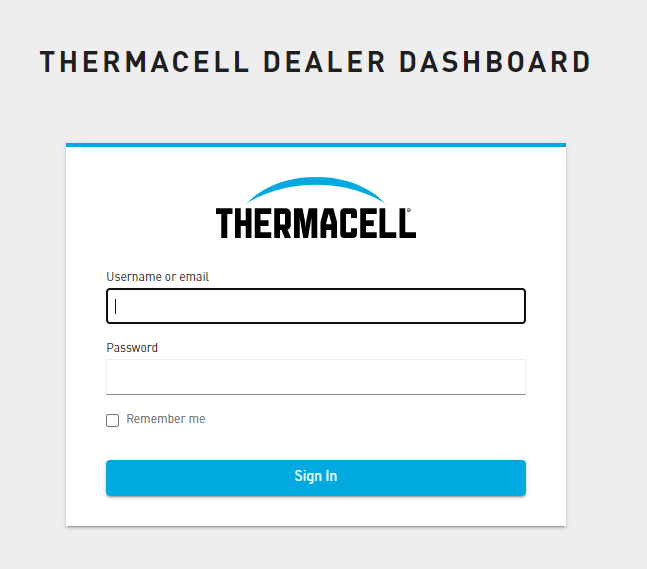 THERMACELL DEALER DASHBOARD
THERMACELL®
Username or email
Password
Remember me
Sign In